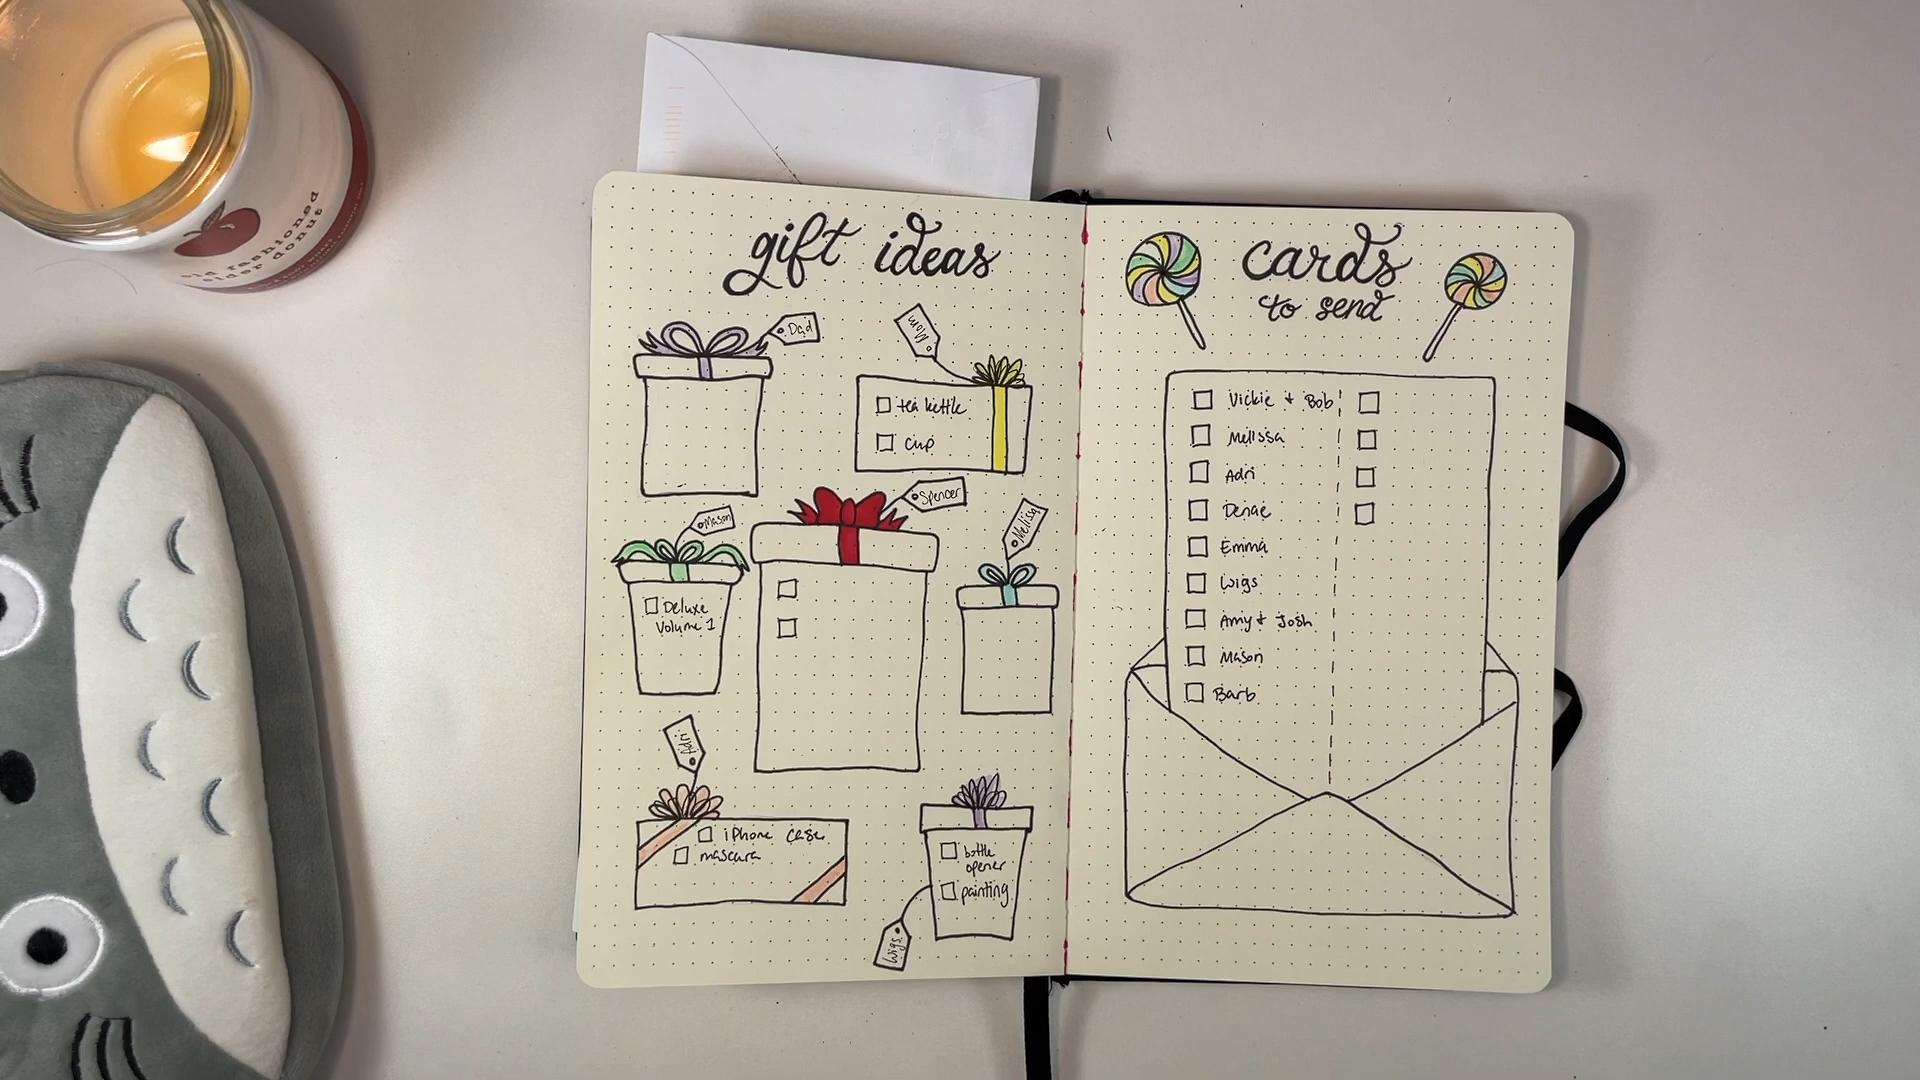 old fashioned
cider donut
gift ideas
Dad
Mom
tea kettle
cup
Mason
Deluxe
Volume 1
Spencer
Melissa
Adri
iPhone case
mascara
bottle
opener
painting
Wigs
cards
to send
Vickie + Bob
Melissa
Adri
Denae
Emma
Wigs
Amy + Josh
Mason
Barb